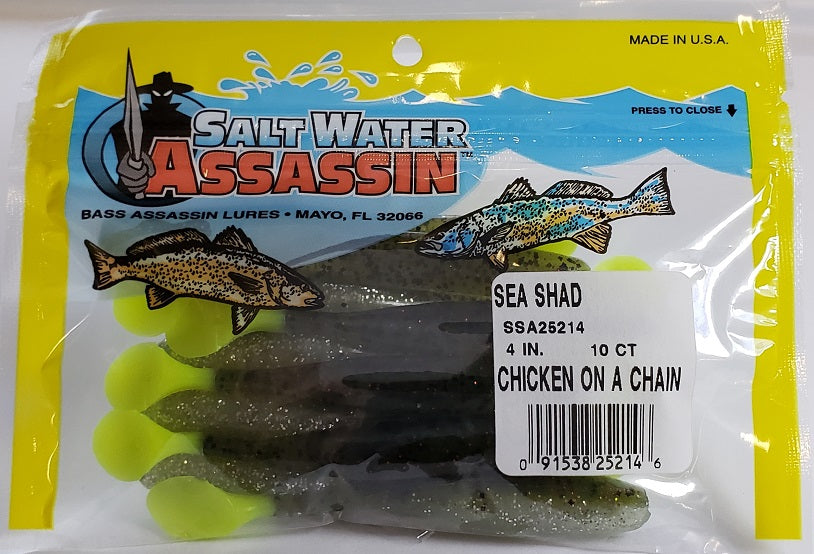 MADE IN U.S.A.
PRESS TO CLOSE
SALT WATER
ASSASSIN
BASS ASSASSIN LURES • MAYO, FL 32066
SEA SHAD
SSA25214
4 IN. 10 CT
CHICKEN ON A CHAIN
0 91538 25214 6